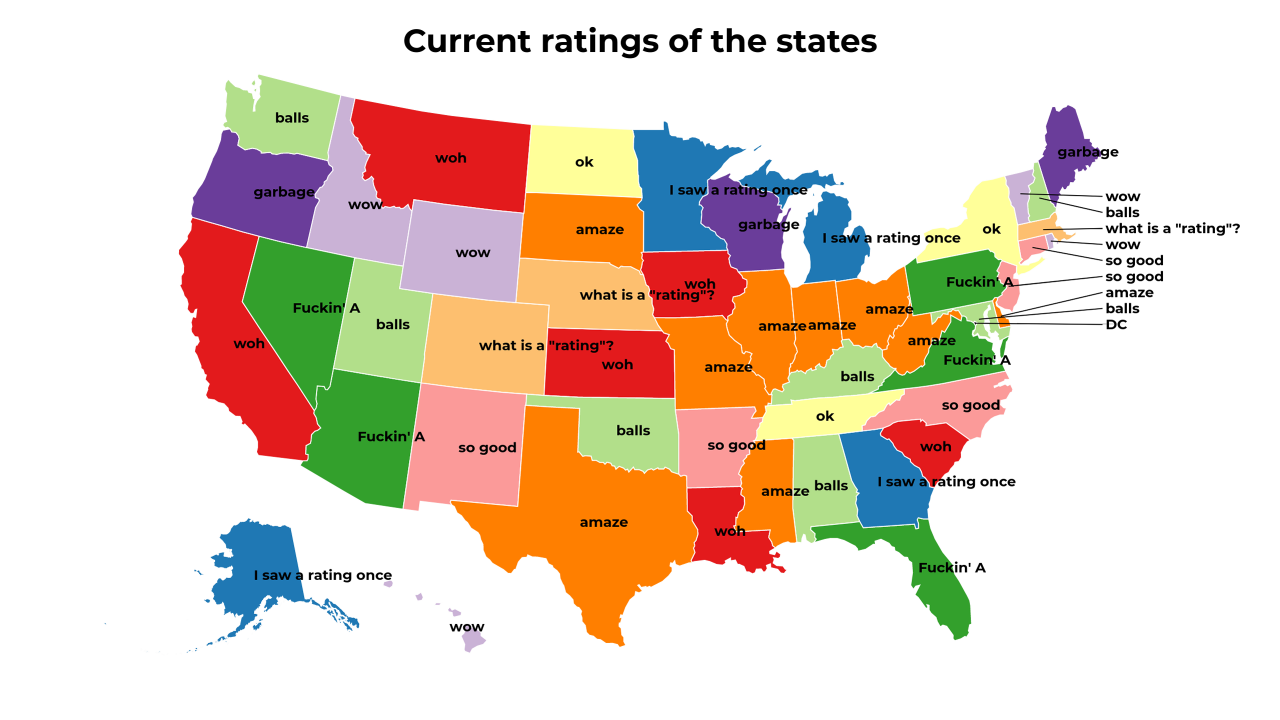 Current ratings of the states
balls
woh
ok
I saw a rating once
garbage
garbage
wow
garbage
wow
balls
what is a "rating"?
wow
so good
so good
amaze
balls
DC
amaze
ok
I saw a rating once
wow
woh
what is a "rating"?
Fuckin' A
Fuckin' A
balls
amaze
amaze
amaze
woh
what is a "rating"?
woh
amaze
amaze
Fuckin' A
balls
so good
ok
Fuckin' A
so good
balls
so good
woh
amaze
balls
I saw a rating once
amaze
woh
Fuckin' A
I saw a rating once
wow